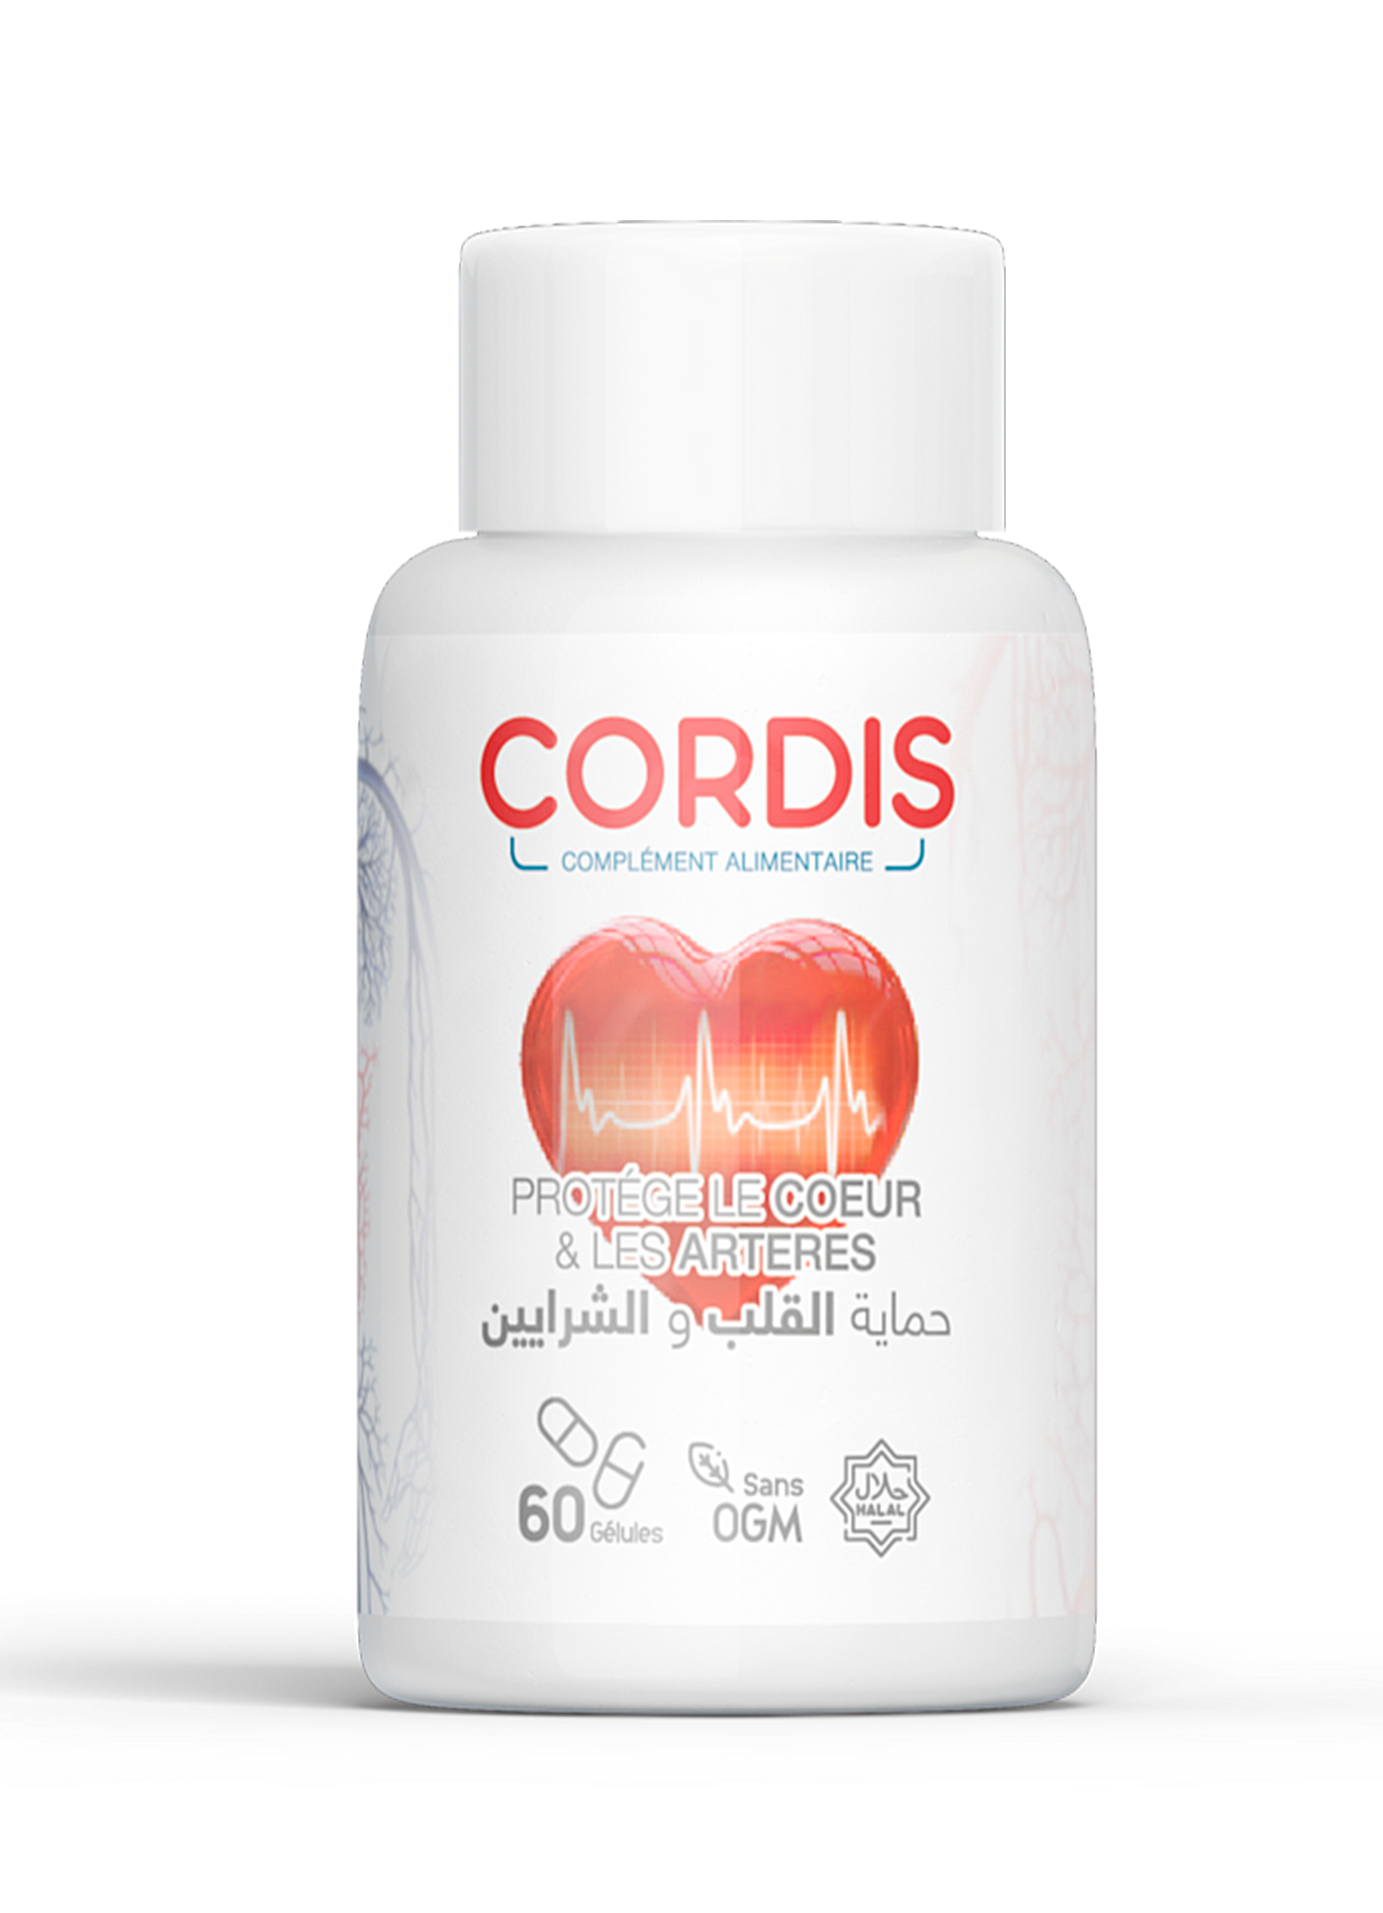 CORDIS
COMPLÉMENT ALIMENTAIRE
PROTÉGE LE COEUR
& LES ARTERES
حماية القلب و الشرايين
60 Gélules
Sans
OGM
حلال
HALAL